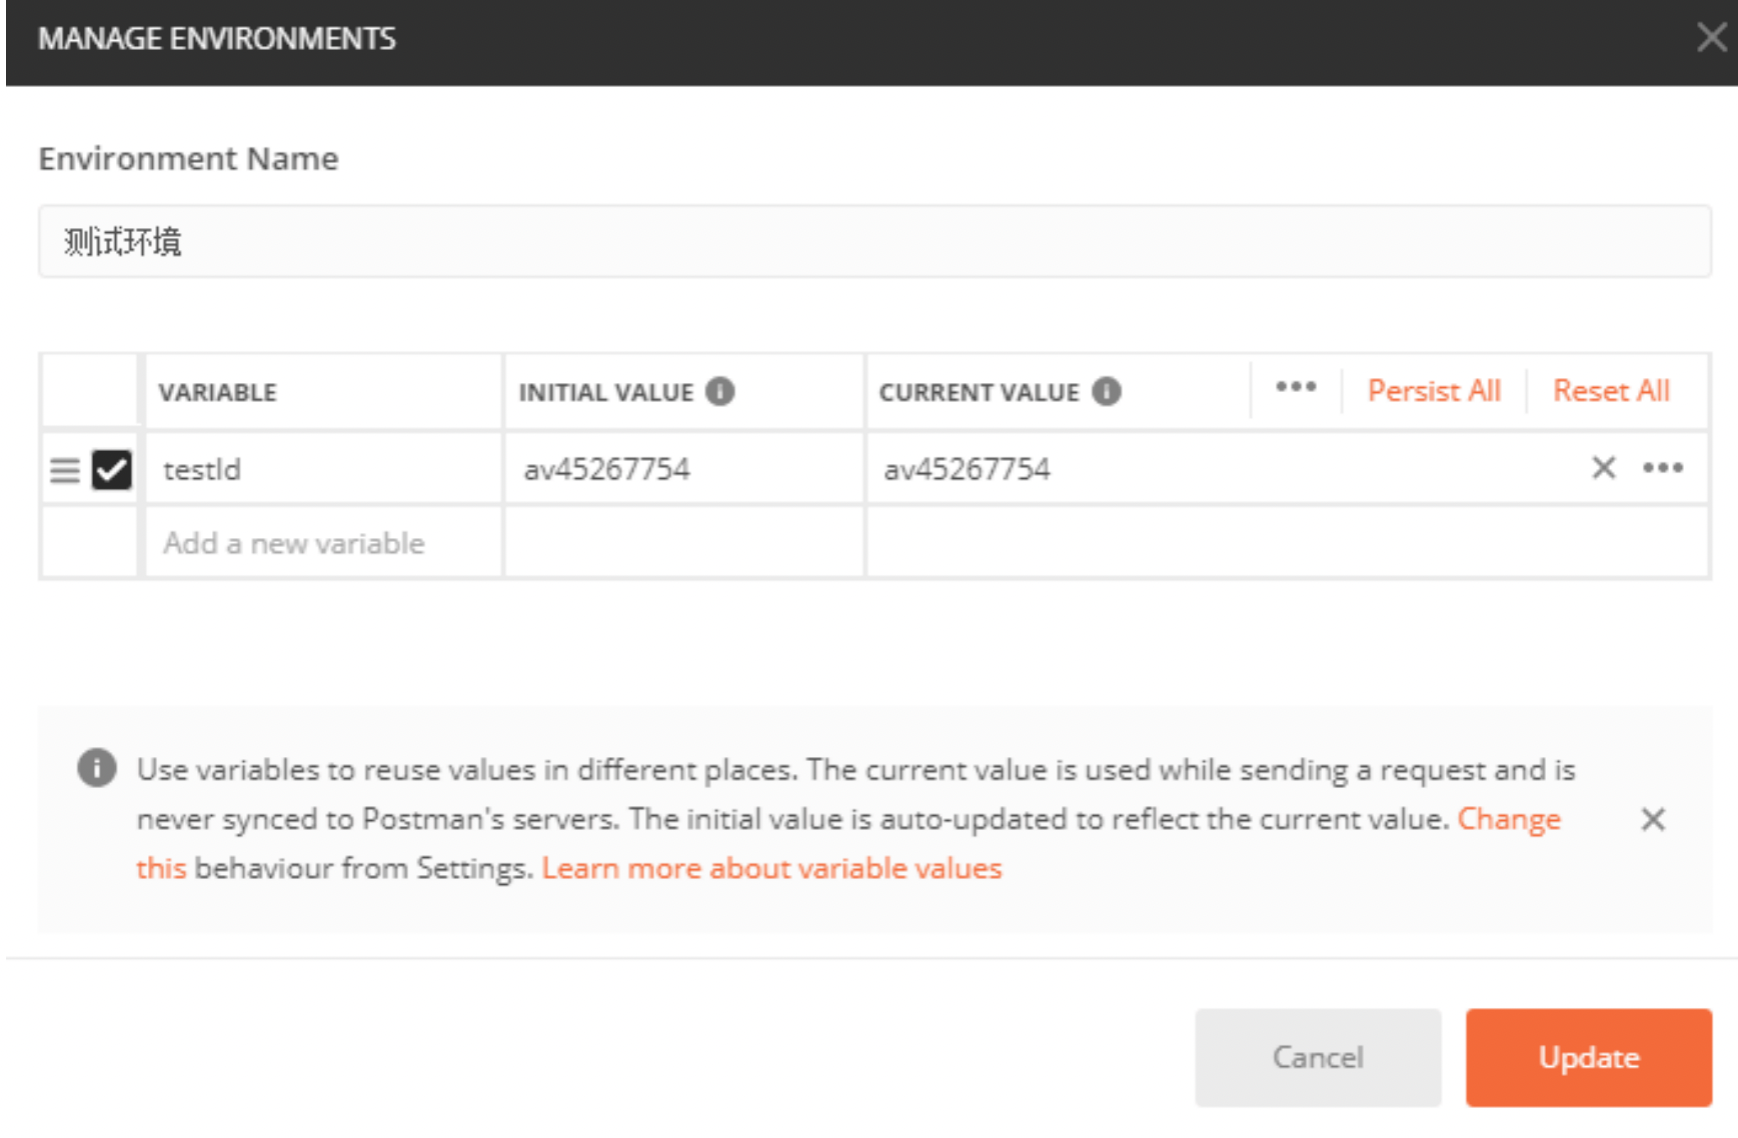 MANAGE ENVIRONMENTS
Environment Name
测试环境
VARIABLE INITIAL VALUE CURRENT VALUE Persist All Reset All
testId av45267754 av45267754
Add a new variable
Use variables to reuse values in different places. The current value is used while sending a request and is
never synced to Postman's servers. The initial value is auto-updated to reflect the current value. Change
this behaviour from Settings. Learn more about variable values
Cancel Update